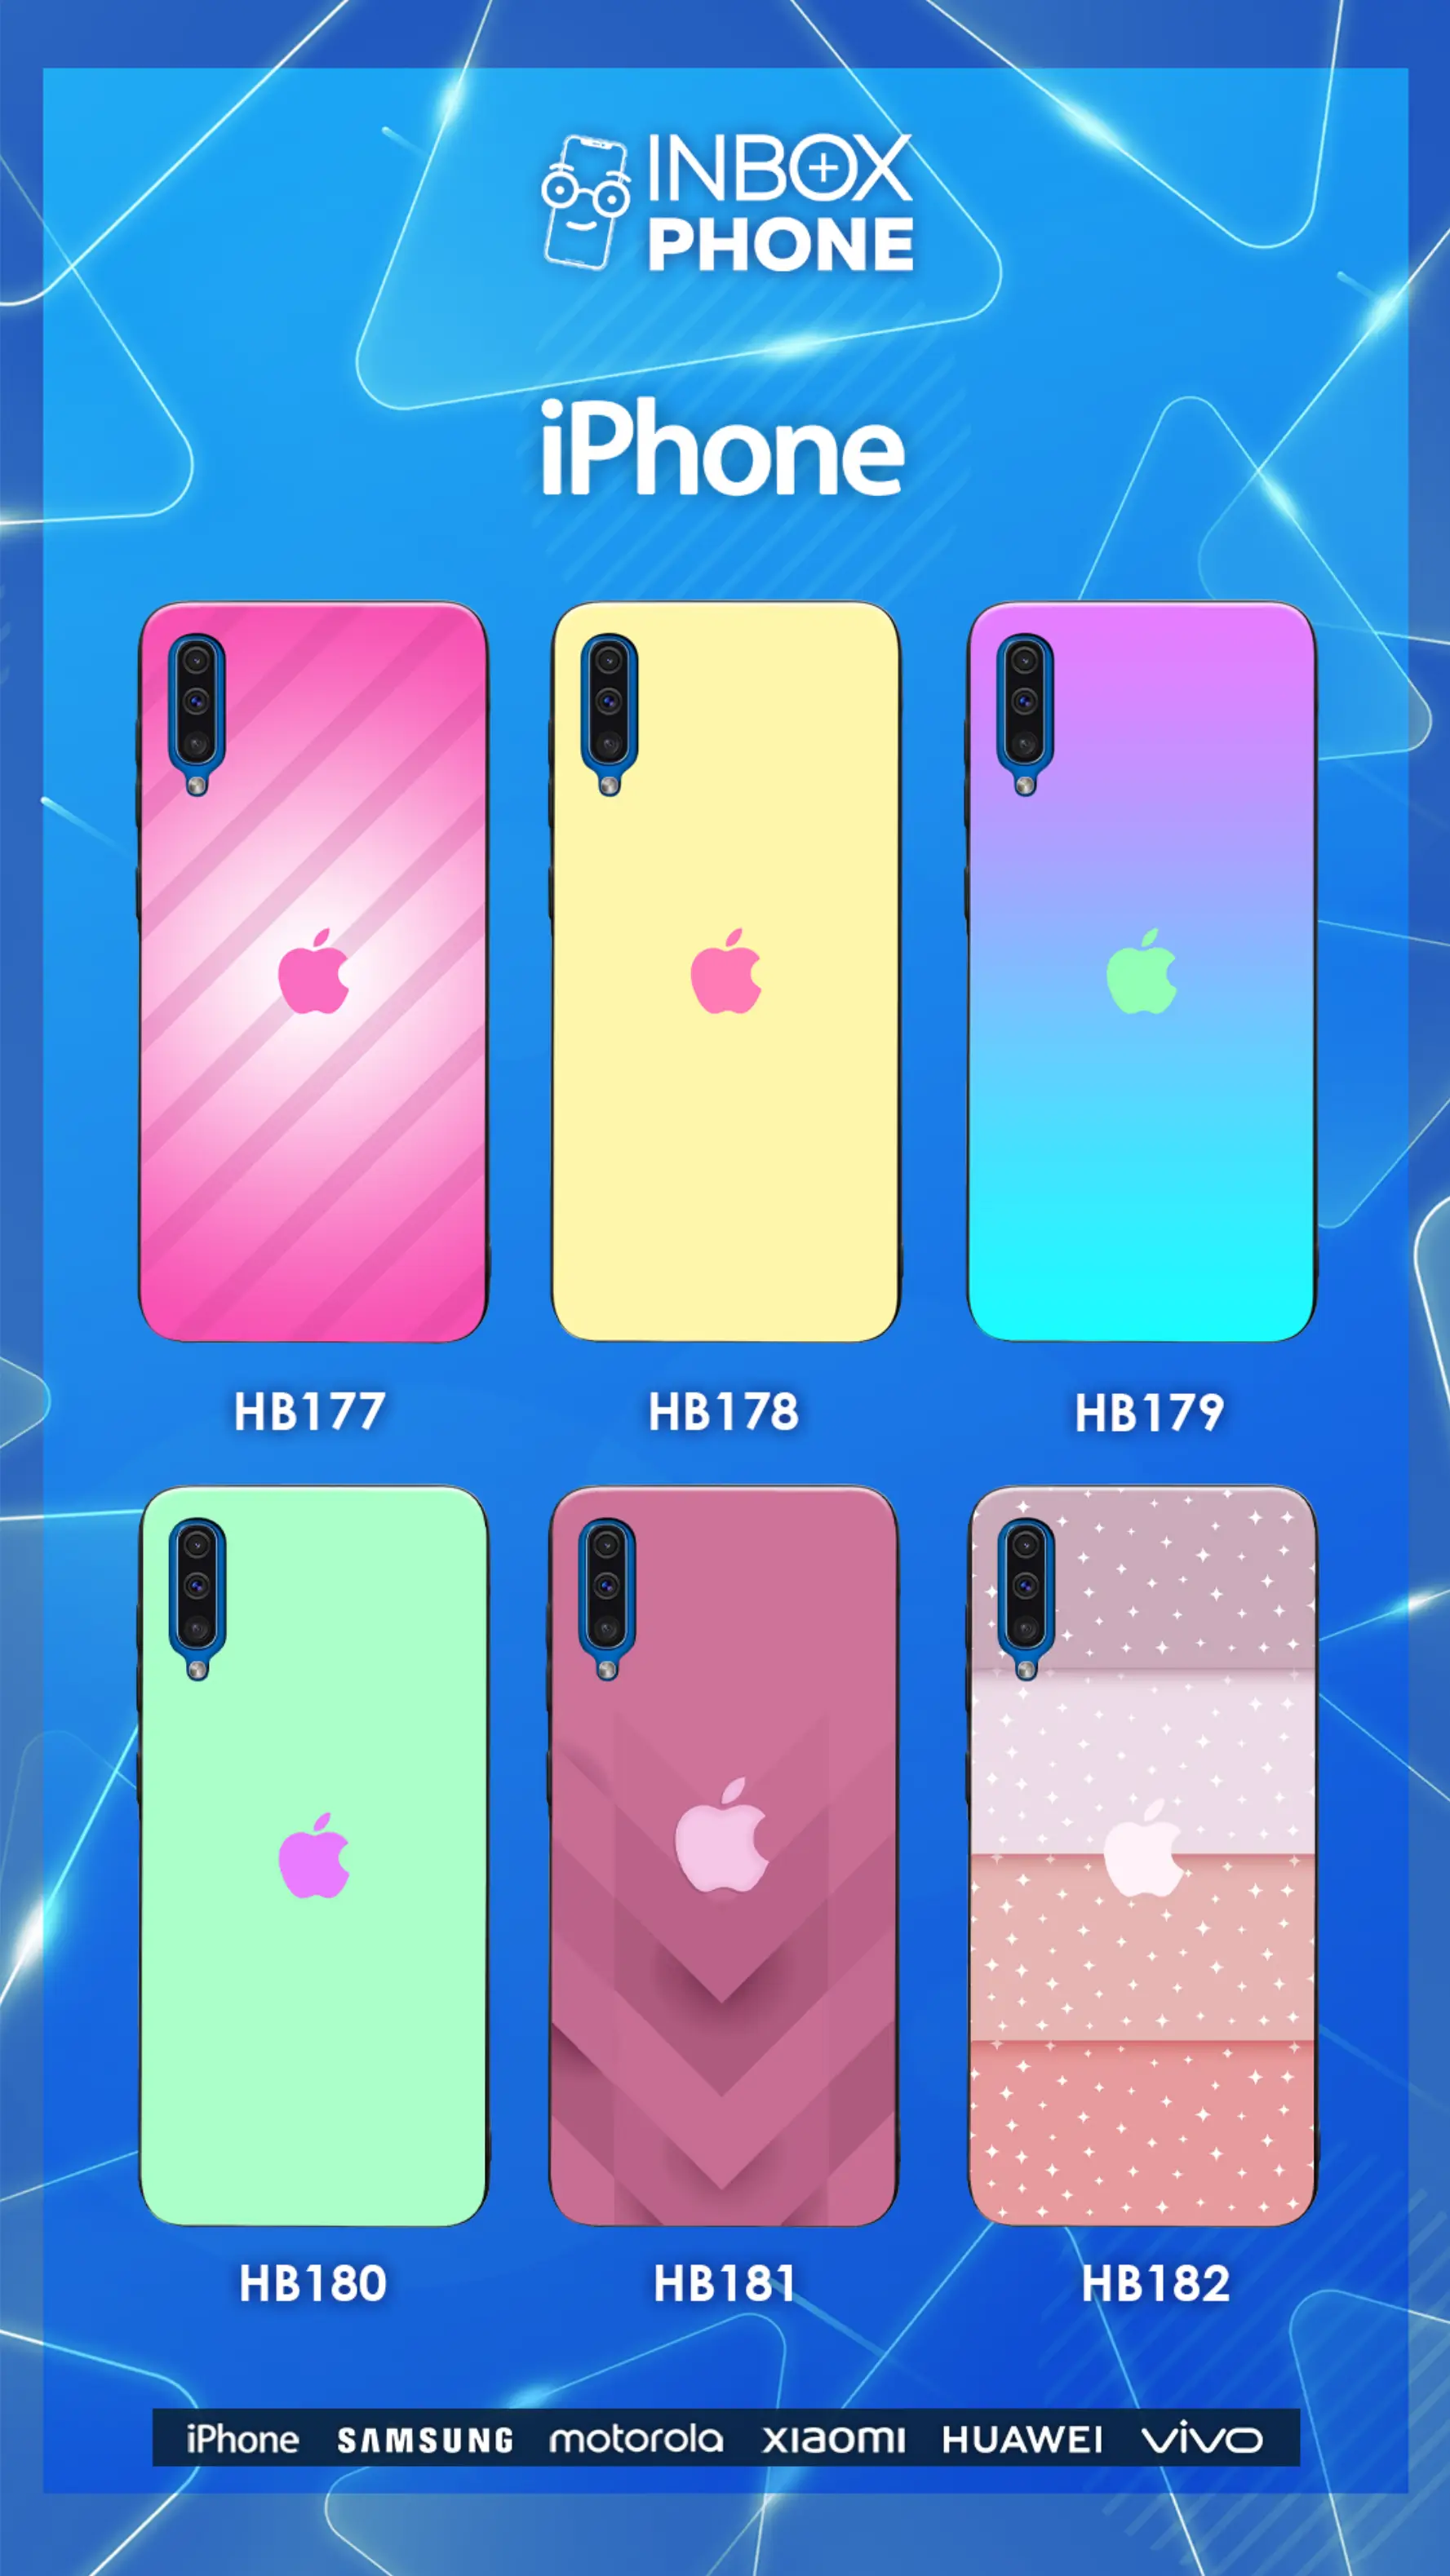 INBOX
PHONE
iPhone
HB177 HB178 HB179
HB180 HB181 HB182
iPhone SAMSUNG motorola xiaomi HUAWEI vivo